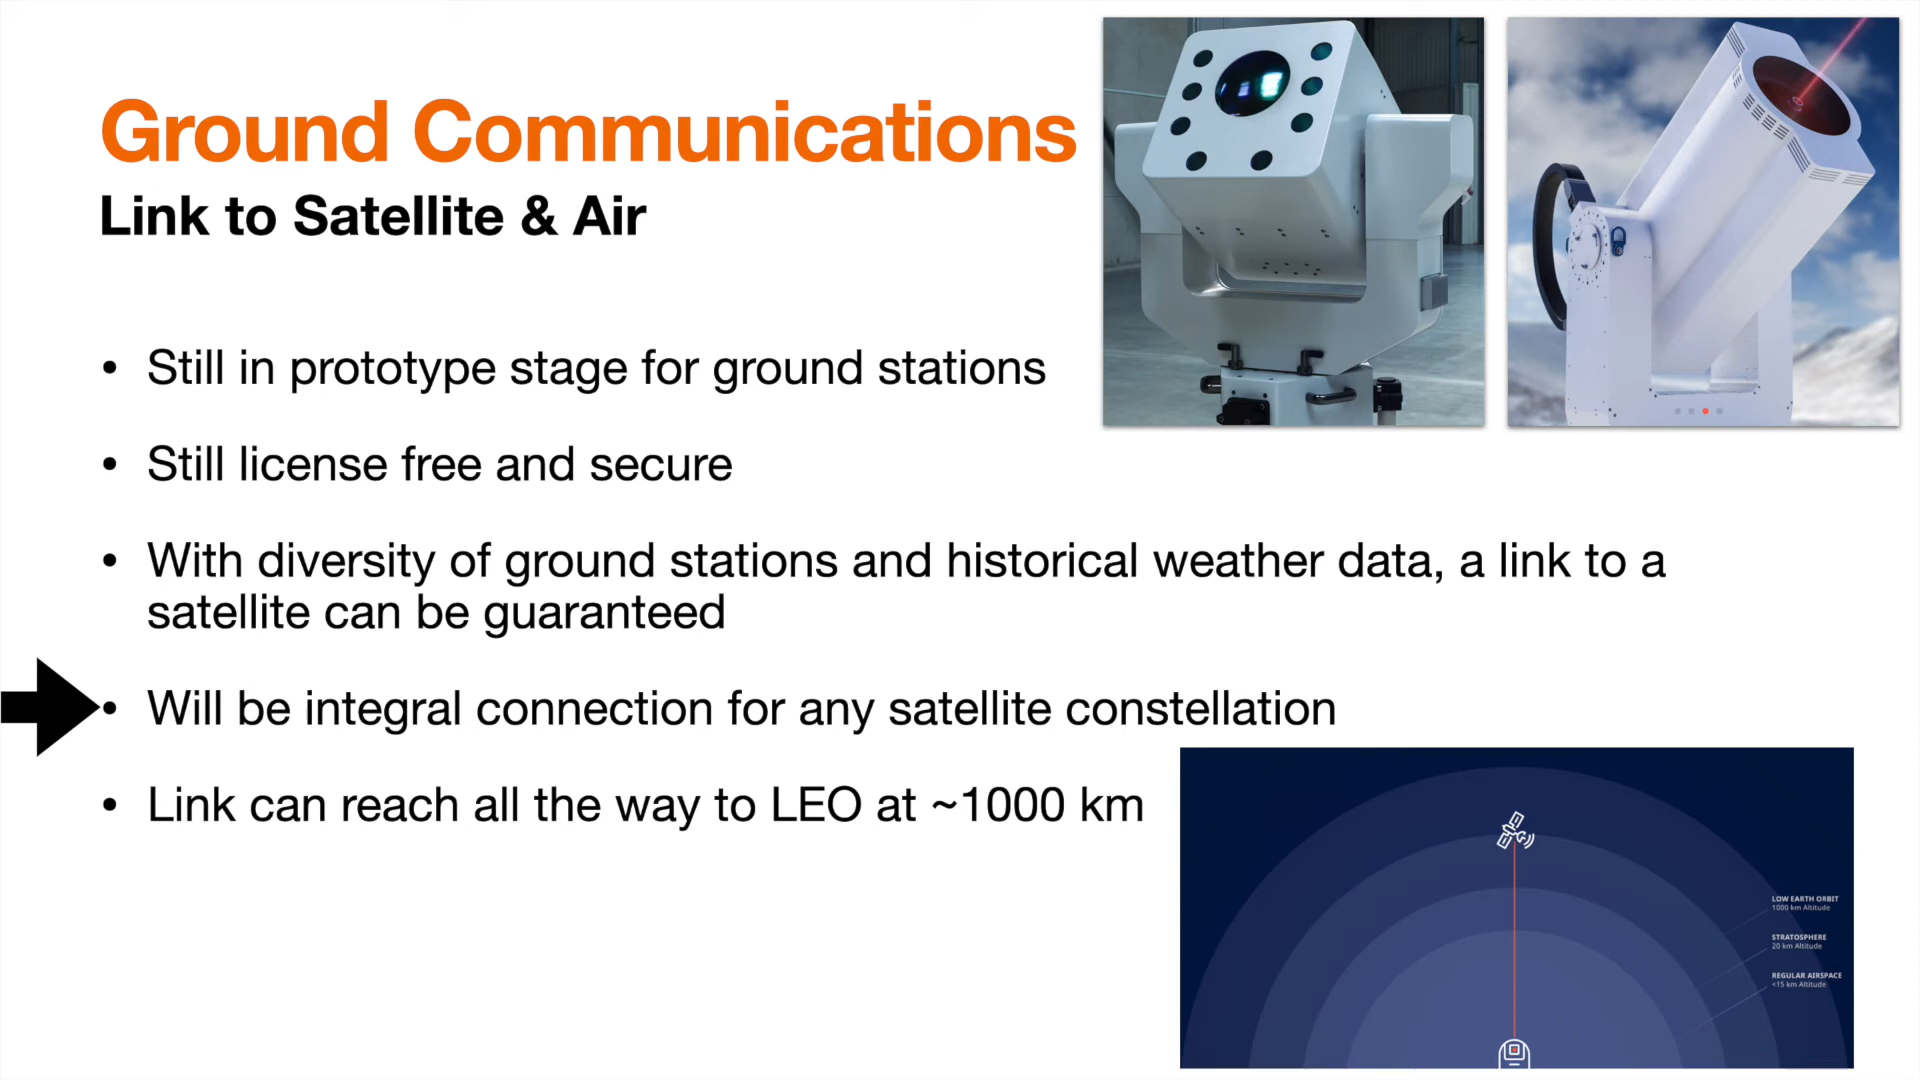 Ground Communications
Link to Satellite & Air
• Still in prototype stage for ground stations
• Still license free and secure
• With diversity of ground stations and historical weather data, a link to a
satellite can be guaranteed
• Will be integral connection for any satellite constellation
• Link can reach all the way to LEO at ~1000 km
LOW EARTH ORBIT
1000 km Altitude
STRATOSPHERE
20 km Altitude
REGULAR AIRSPACE
<15 km Altitude